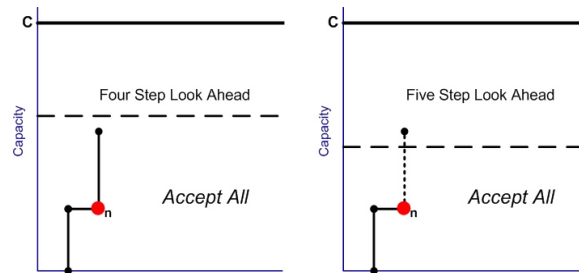 C
Four Step Look Ahead
Capacity
n
Accept All
C
Five Step Look Ahead
Capacity
n
Accept All